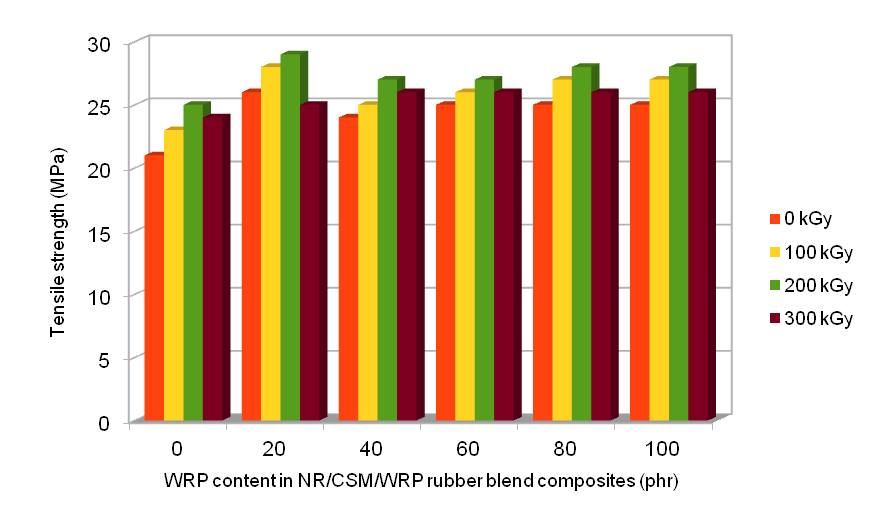 30
25
20
15
10
5
0
Tensile strength (MPa)
0 20 40 60 80 100
WRP content in NR/CSM/WRP rubber blend composites (phr)
0 kGy
100 kGy
200 kGy
300 kGy